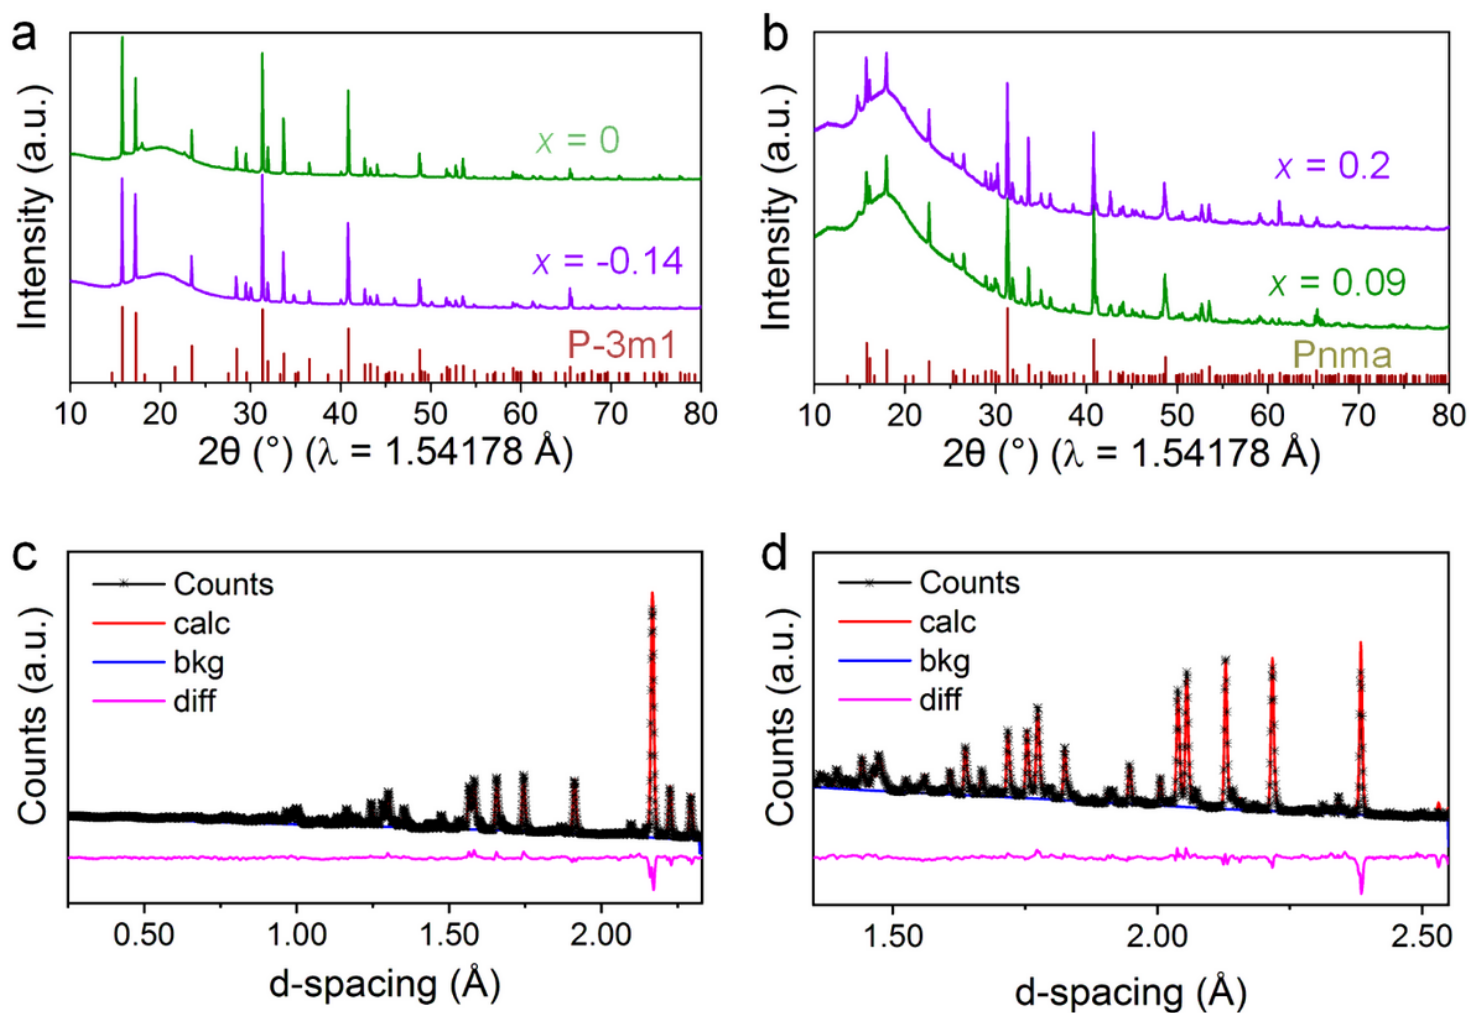 a
Intensity (a.u.)
x = 0
x = -0.14
P-3m1
10 20 30 40 50 60 70 80
2θ (°) (λ = 1.54178 Å)
b
Intensity (a.u.)
x = 0.2
x = 0.09
Pnma
10 20 30 40 50 60 70 80
2θ (°) (λ = 1.54178 Å)
c
Counts (a.u.)
Counts
calc
bkg
diff
0.50 1.00 1.50 2.00
d-spacing (Å)
d
Counts (a.u.)
Counts
calc
bkg
diff
1.50 2.00 2.50
d-spacing (Å)